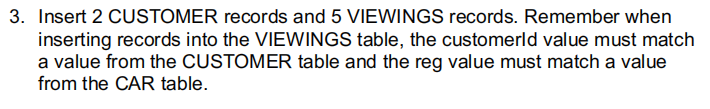 3. Insert 2 CUSTOMER records and 5 VIEWINGS records. Remember when
inserting records into the VIEWINGS table, the customerId value must match
a value from the CUSTOMER table and the reg value must match a value
from the CAR table.